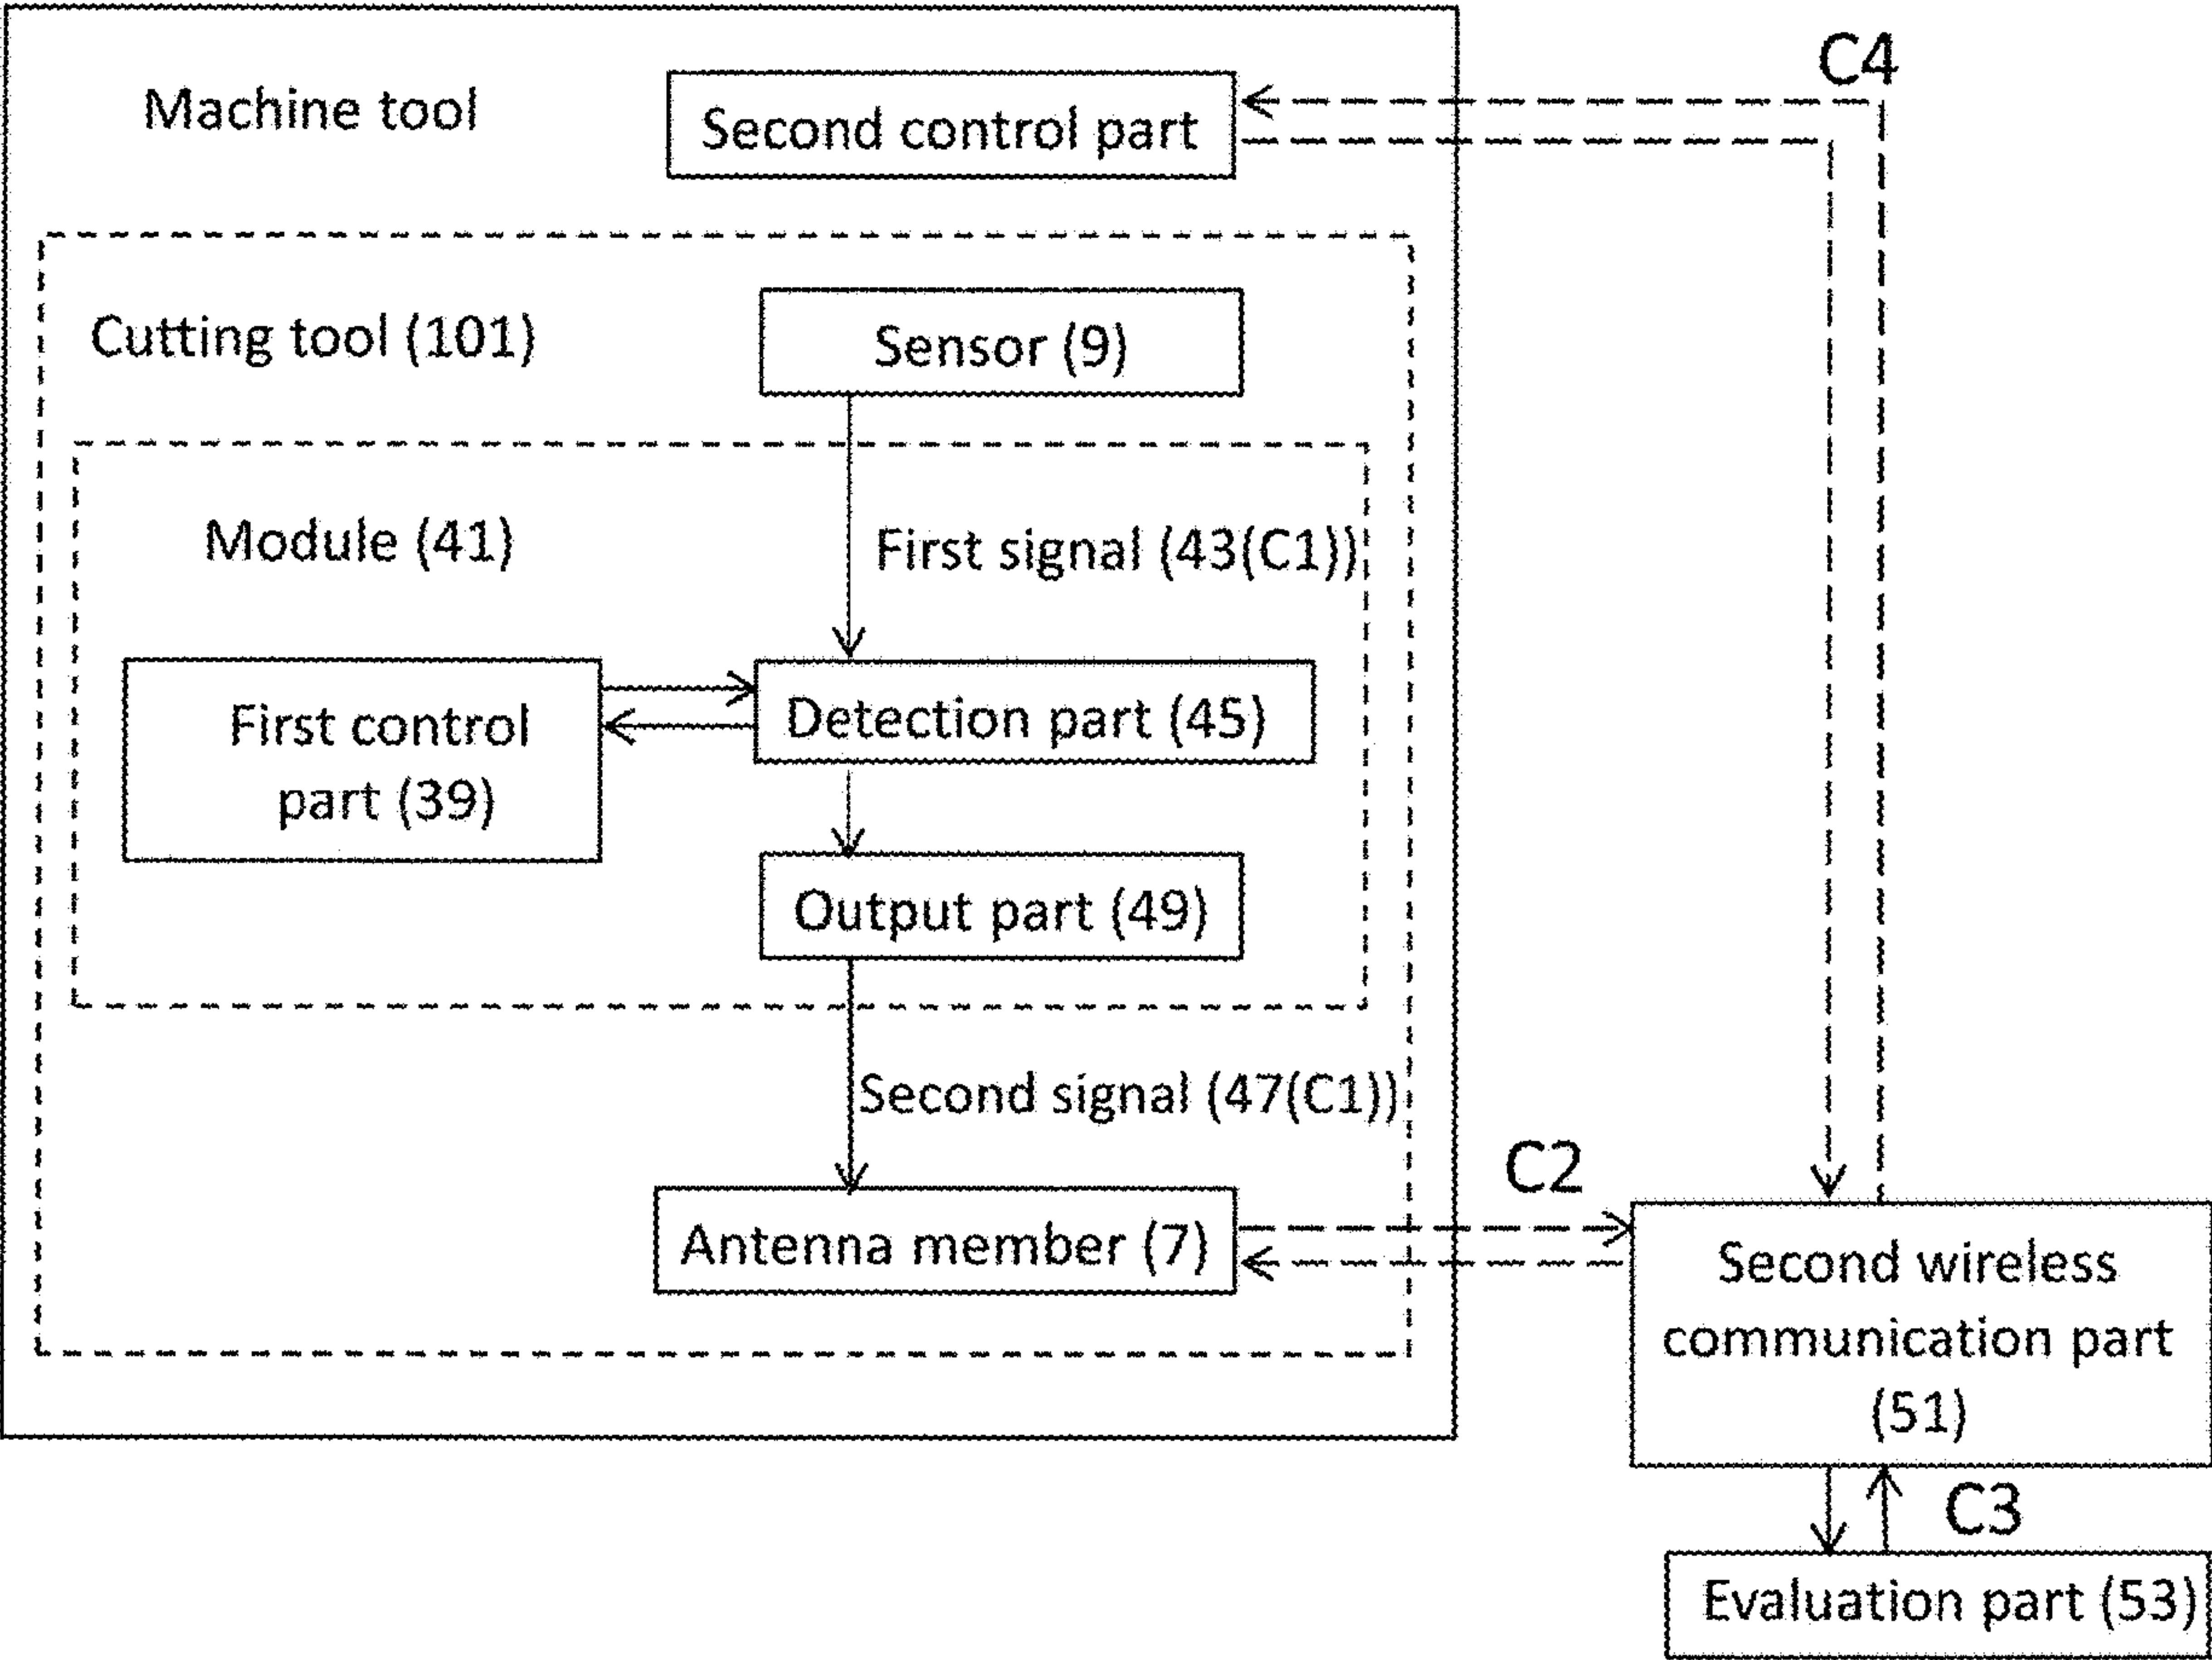 C4
Machine tool
Second control part
Cutting tool (101)
Sensor (9)
Module (41)
First signal (43(C1))
First control
part (39)
Detection part (45)
Output part (49)
Second signal (47(C1))
Antenna member (7)
C2
Second wireless
communication part
(51)
C3
Evaluation part (53)